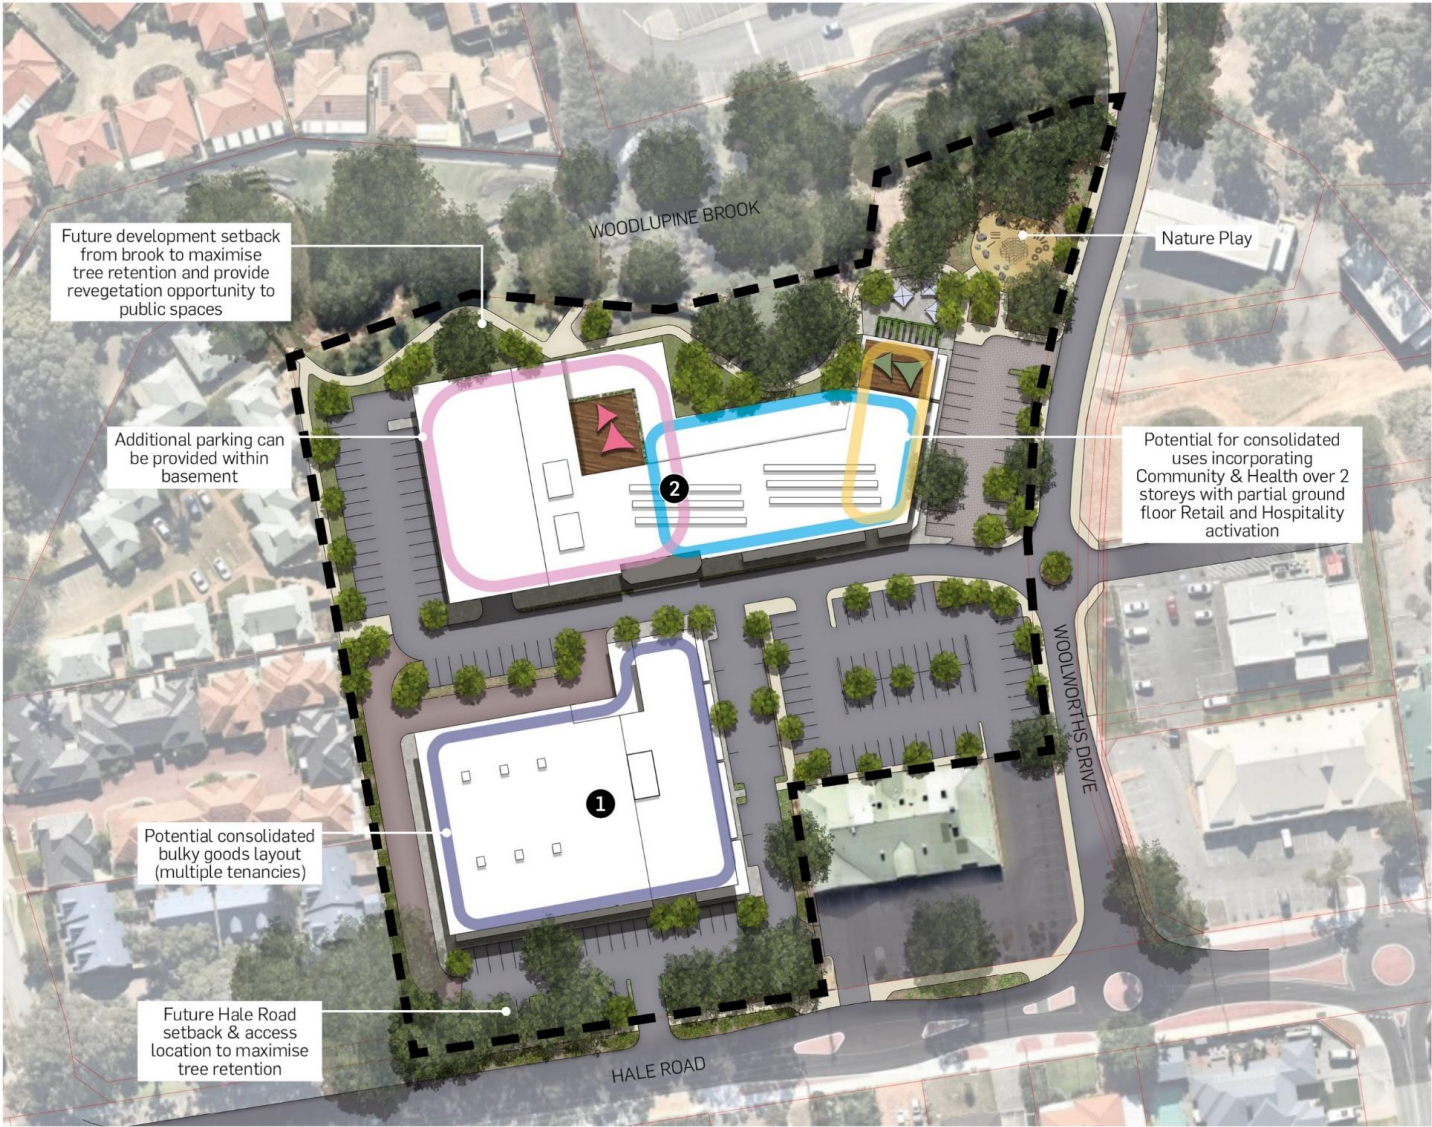 WOODLUPINE BROOK
Future development setback
from brook to maximise
tree retention and provide
revegetation opportunity to
public spaces
Nature Play
Additional parking can
be provided within
basement
Potential for consolidated
uses incorporating
Community & Health over 2
storeys with partial ground
floor Retail and Hospitality
activation
2
WOOLWORTHS DRIVE
1
Potential consolidated
bulky goods layout
(multiple tenancies)
Future Hale Road
setback & access
location to maximise
tree retention
HALE ROAD